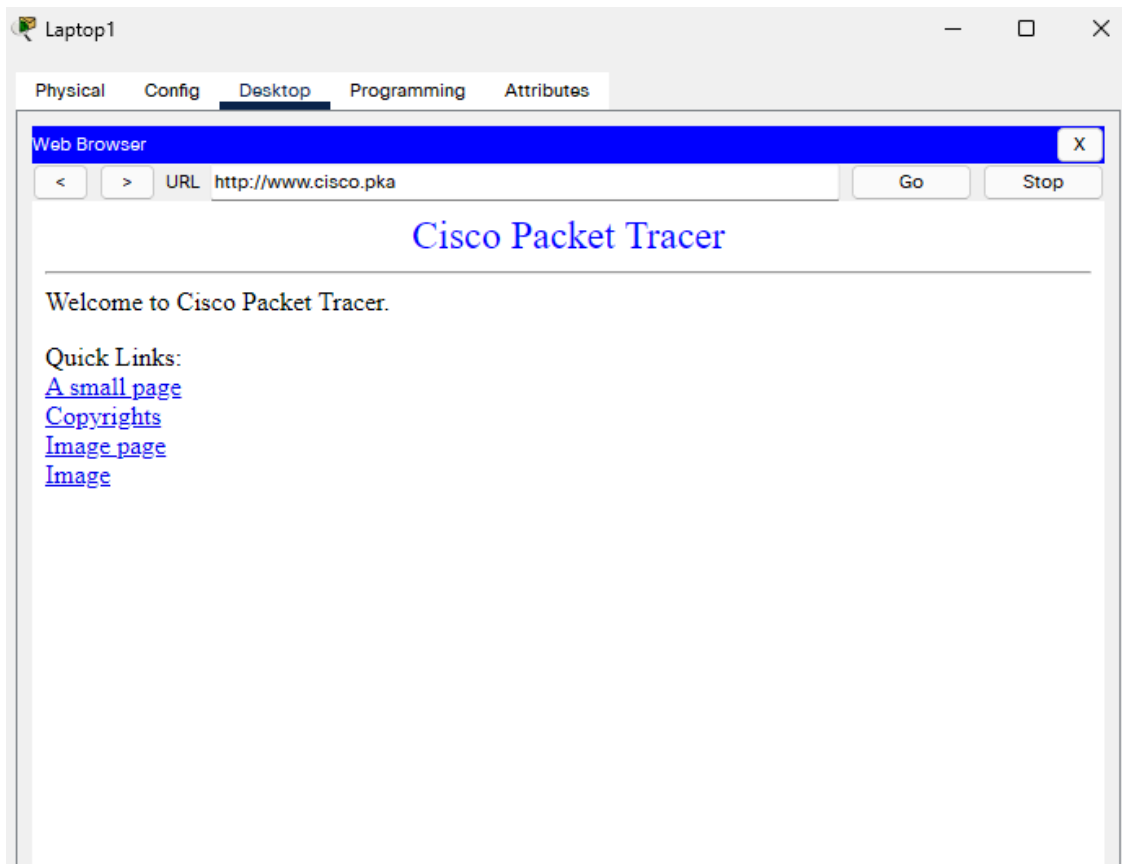 Laptop1
Physical Config Desktop Programming Attributes
Web Browser X
< > URL http://www.cisco.pka Go Stop
Cisco Packet Tracer
Welcome to Cisco Packet Tracer.
Quick Links:
A small page
Copyrights
Image page
Image